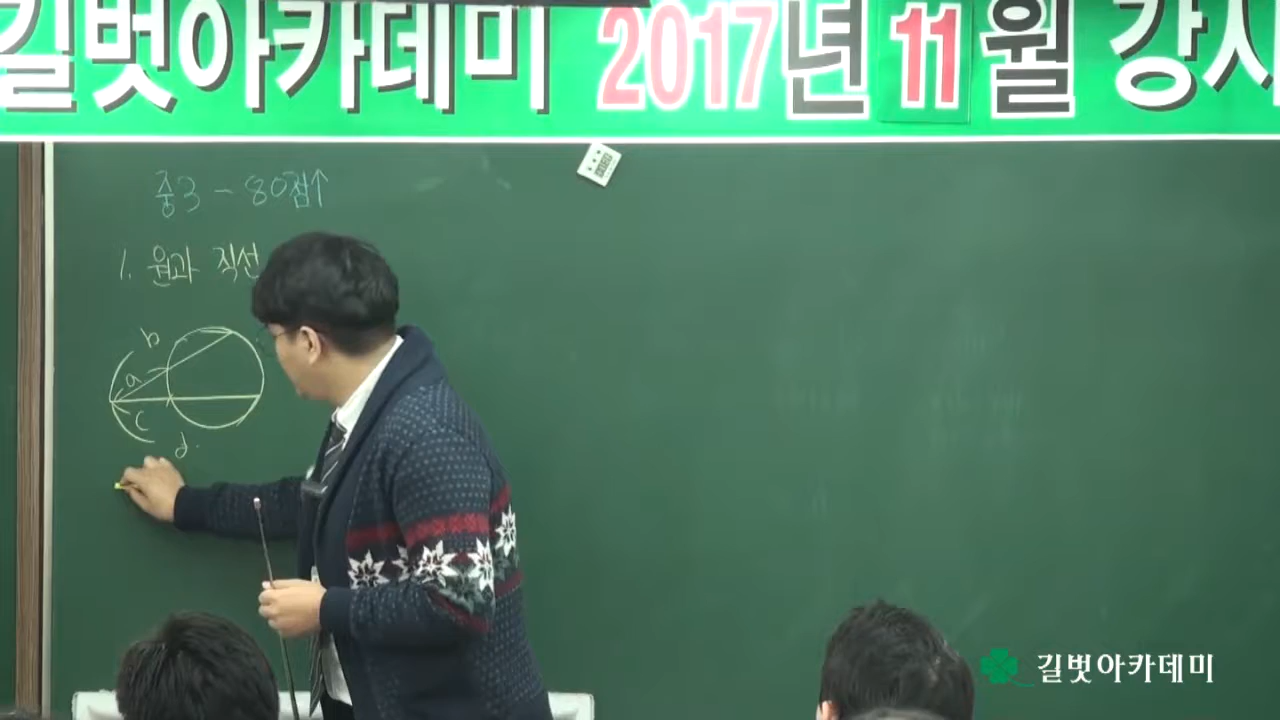 길벗아카데미 2017년 11월 강사
중3 - 80점↑
1. 원과 직선
b
a
c
d
길벗아카데미